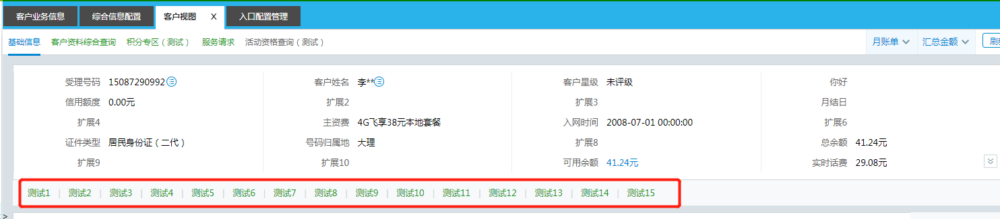 客户业务信息 综合信息配置 客户视图 X 入口配置管理
基础信息 客户资料综合查询 积分专区（测试） 服务请求 活动资格查询（测试） 月账单 汇总金额
受理号码 15087290992 客户姓名 李** 客户星级 未评级 你好
信用额度 0.00元 扩展2 扩展3 月结日
扩展4 主资费 4G飞享38元本地套餐 入网时间 2008-07-01 00:00:00 扩展6
证件类型 居民身份证（二代） 号码归属地 大理 扩展8 总余额 41.24元
扩展9 扩展10 可用余额 41.24元 实时话费 29.08元
测试1 | 测试2 | 测试3 | 测试4 | 测试5 | 测试6 | 测试7 | 测试8 | 测试9 | 测试10 | 测试11 | 测试12 | 测试13 | 测试14 | 测试15